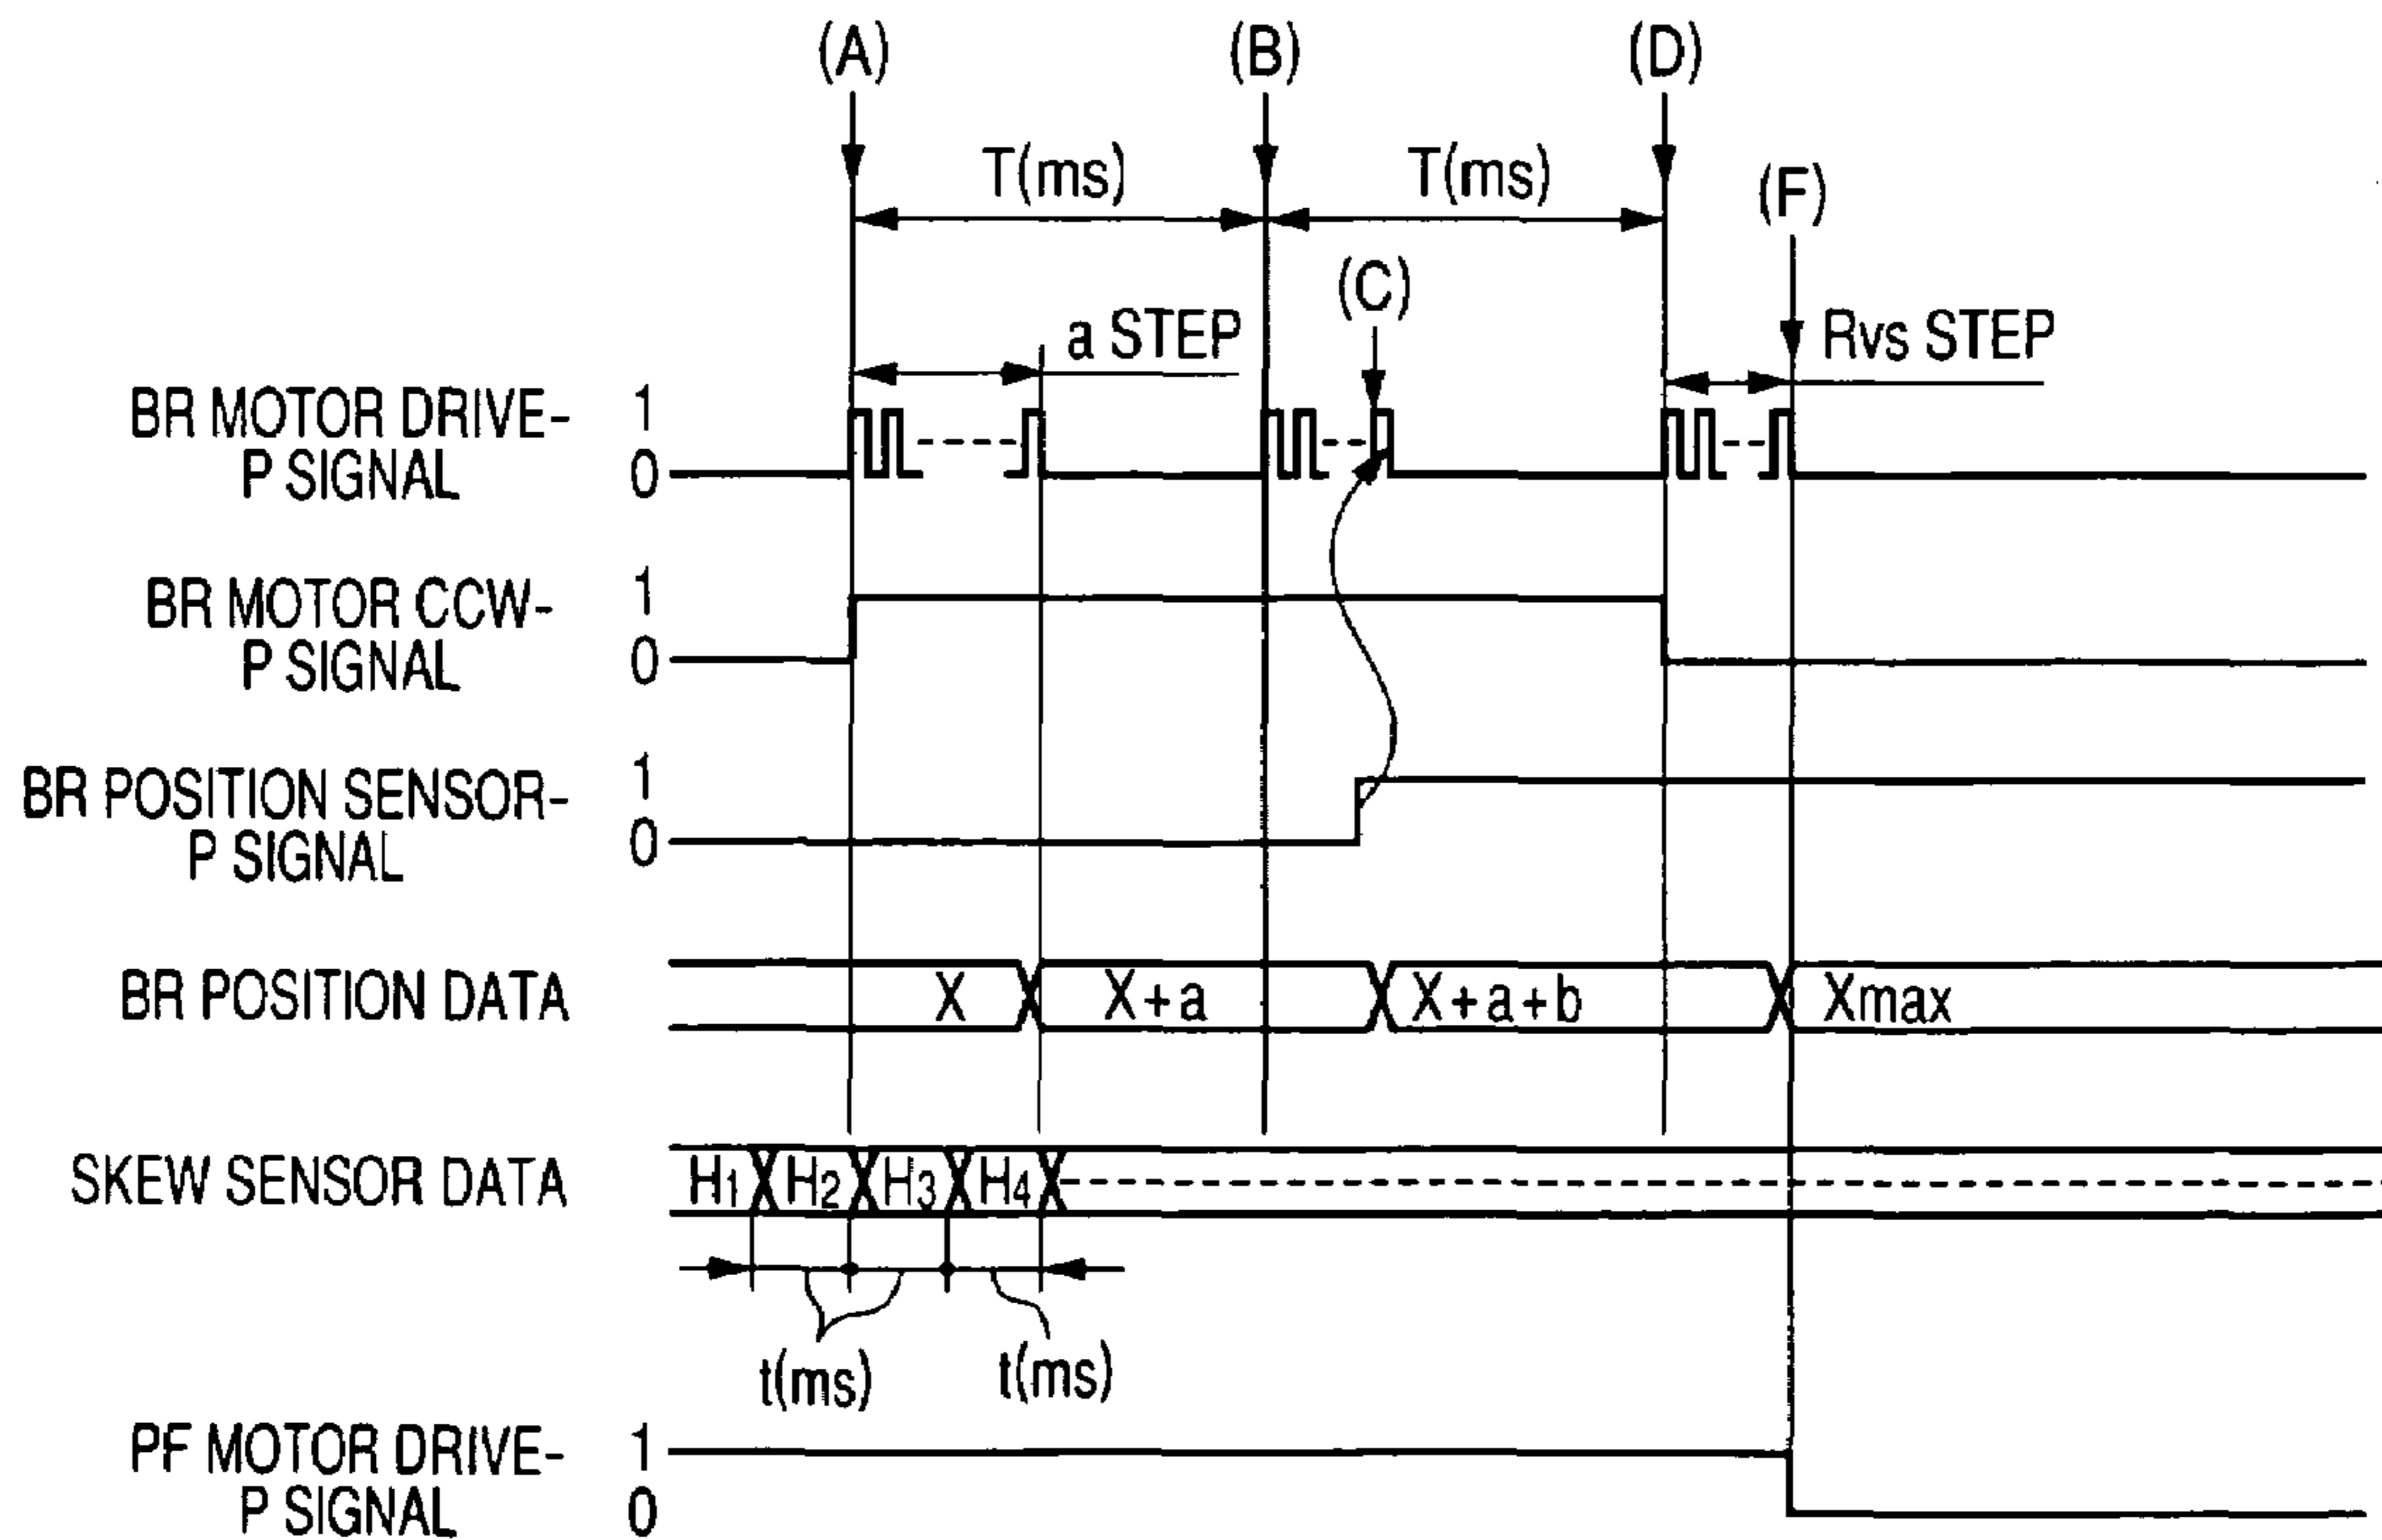 (A) (B) (D)
T(ms) T(ms) (F)
(C)
a STEP Rvs STEP
BR MOTOR DRIVE- 1
P SIGNAL 0
BR MOTOR CCW- 1
P SIGNAL 0
BR POSITION SENSOR- 1
P SIGNAL 0
BR POSITION DATA X X+a X+a+b Xmax
SKEW SENSOR DATA H1 H2 H3 H4
t(ms) t(ms)
PF MOTOR DRIVE- 1
P SIGNAL 0